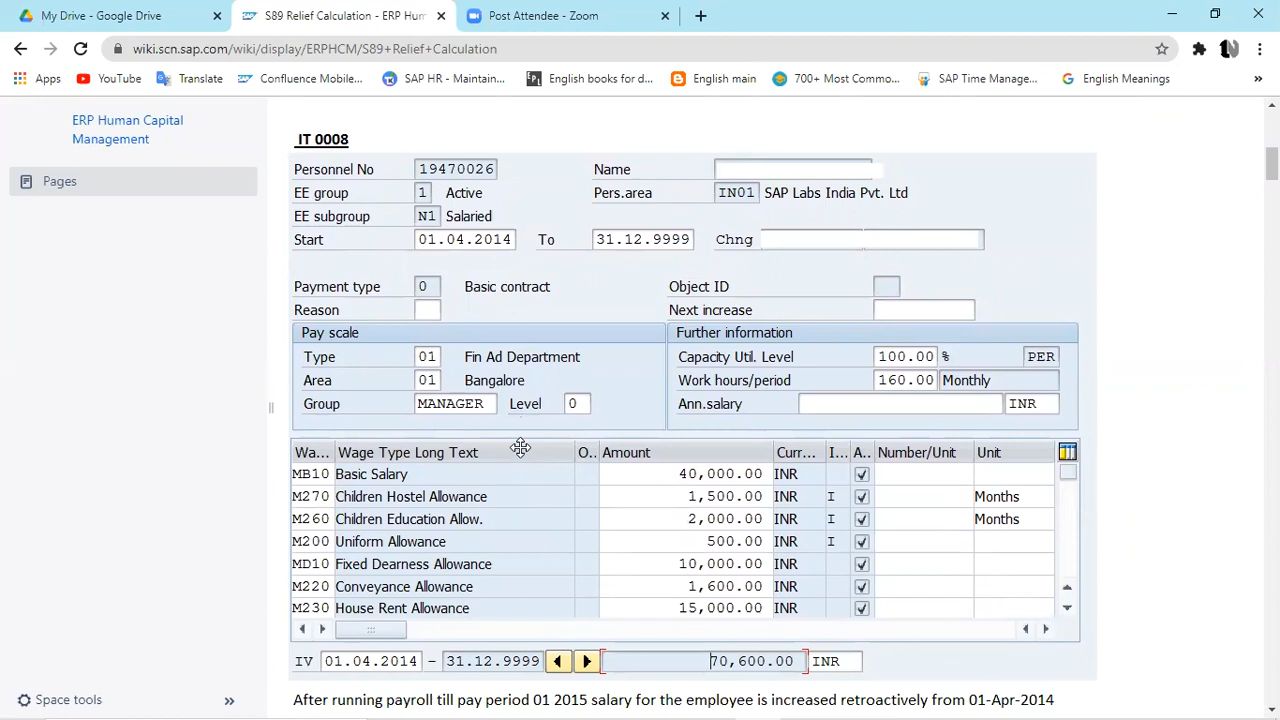 My Drive - Google Drive
S89 Relief Calculation - ERP Hum
Post Attendee - Zoom
wiki.scn.sap.com/wiki/display/ERPHCM/S89+Relief+Calculation
Apps YouTube Translate Confluence Mobile... SAP HR - Maintain... English books for d... English main 700+ Most Commo... SAP Time Manage... English Meanings
ERP Human Capital
Management
Pages
IT 0008
Personnel No 19470026 Name
EE group 1 Active Pers.area IN01 SAP Labs India Pvt. Ltd
EE subgroup N1 Salaried
Start 01.04.2014 To 31.12.9999 Chng
Payment type 0 Basic contract Object ID
Reason Next increase
Pay scale Further information
Type 01 Fin Ad Department Capacity Util. Level 100.00 % PER
Area 01 Bangalore Work hours/period 160.00 Monthly
Group MANAGER Level 0 Ann.salary INR
Wa... Wage Type Long Text O.. Amount Curr... I... A.. Number/Unit Unit
MB10 Basic Salary 40,000.00 INR
M270 Children Hostel Allowance 1,500.00 INR I Months
M260 Children Education Allow. 2,000.00 INR I Months
M200 Uniform Allowance 500.00 INR I
MD10 Fixed Dearness Allowance 10,000.00 INR
M220 Conveyance Allowance 1,600.00 INR
M230 House Rent Allowance 15,000.00 INR
IV 01.04.2014 - 31.12.9999 70,600.00 INR
After running payroll till pay period 01 2015 salary for the employee is increased retroactively from 01-Apr-2014
Space tools